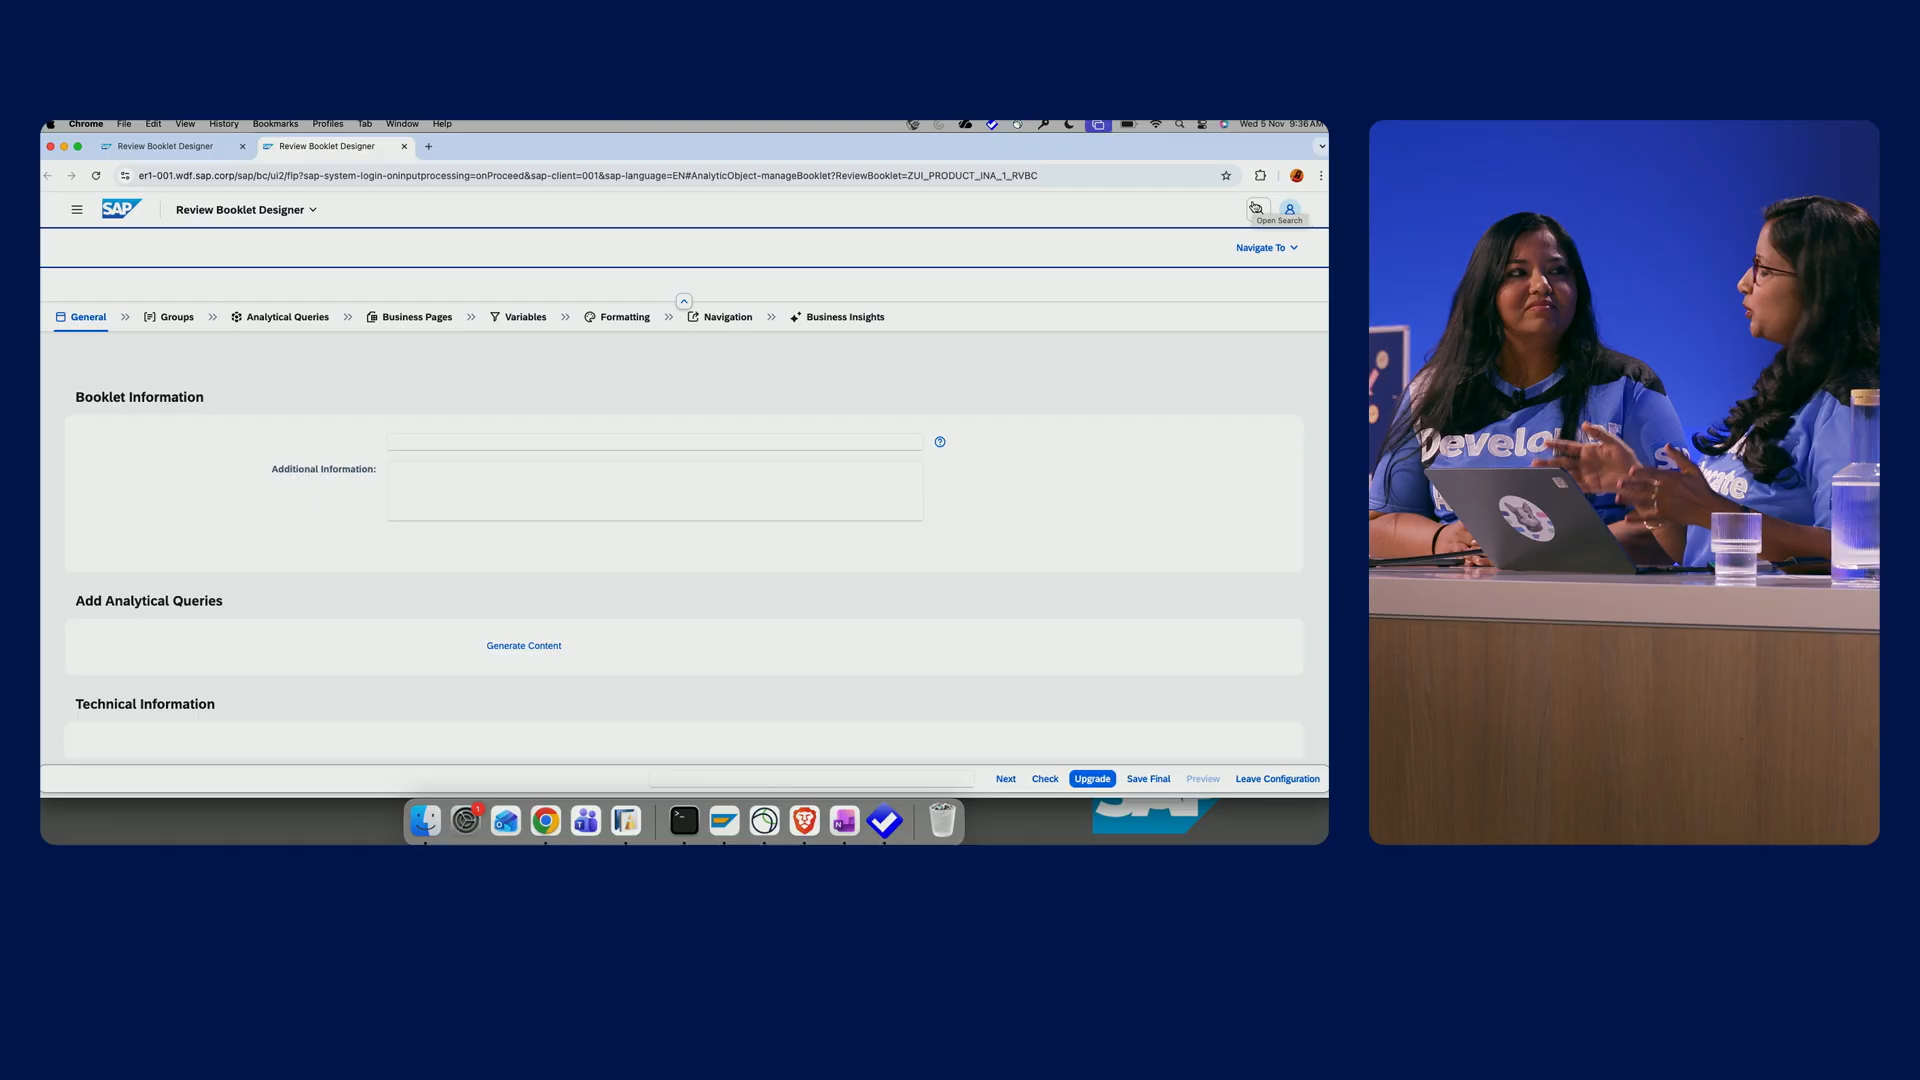 Chrome File Edit View History Bookmarks Profiles Tab Window Help Wed 5 Nov 9:36AM
Review Booklet Designer
Review Booklet Designer
er1-001.wdf.sap.corp/sap/bc/ui2/flp?sap-system-login-oninputprocessing=onProceed&sap-client=001&sap-language=EN#AnalyticObject-manageBooklet?ReviewBooklet=ZUI_PRODUCT_INA_1_RVBC
SAP
Review Booklet Designer
Open Search
Navigate To
General Groups Analytical Queries Business Pages Variables Formatting Navigation Business Insights
Booklet Information
Additional Information:
Add Analytical Queries
Generate Content
Technical Information
Next Check Upgrade Save Final Preview Leave Configuration
1
SAP